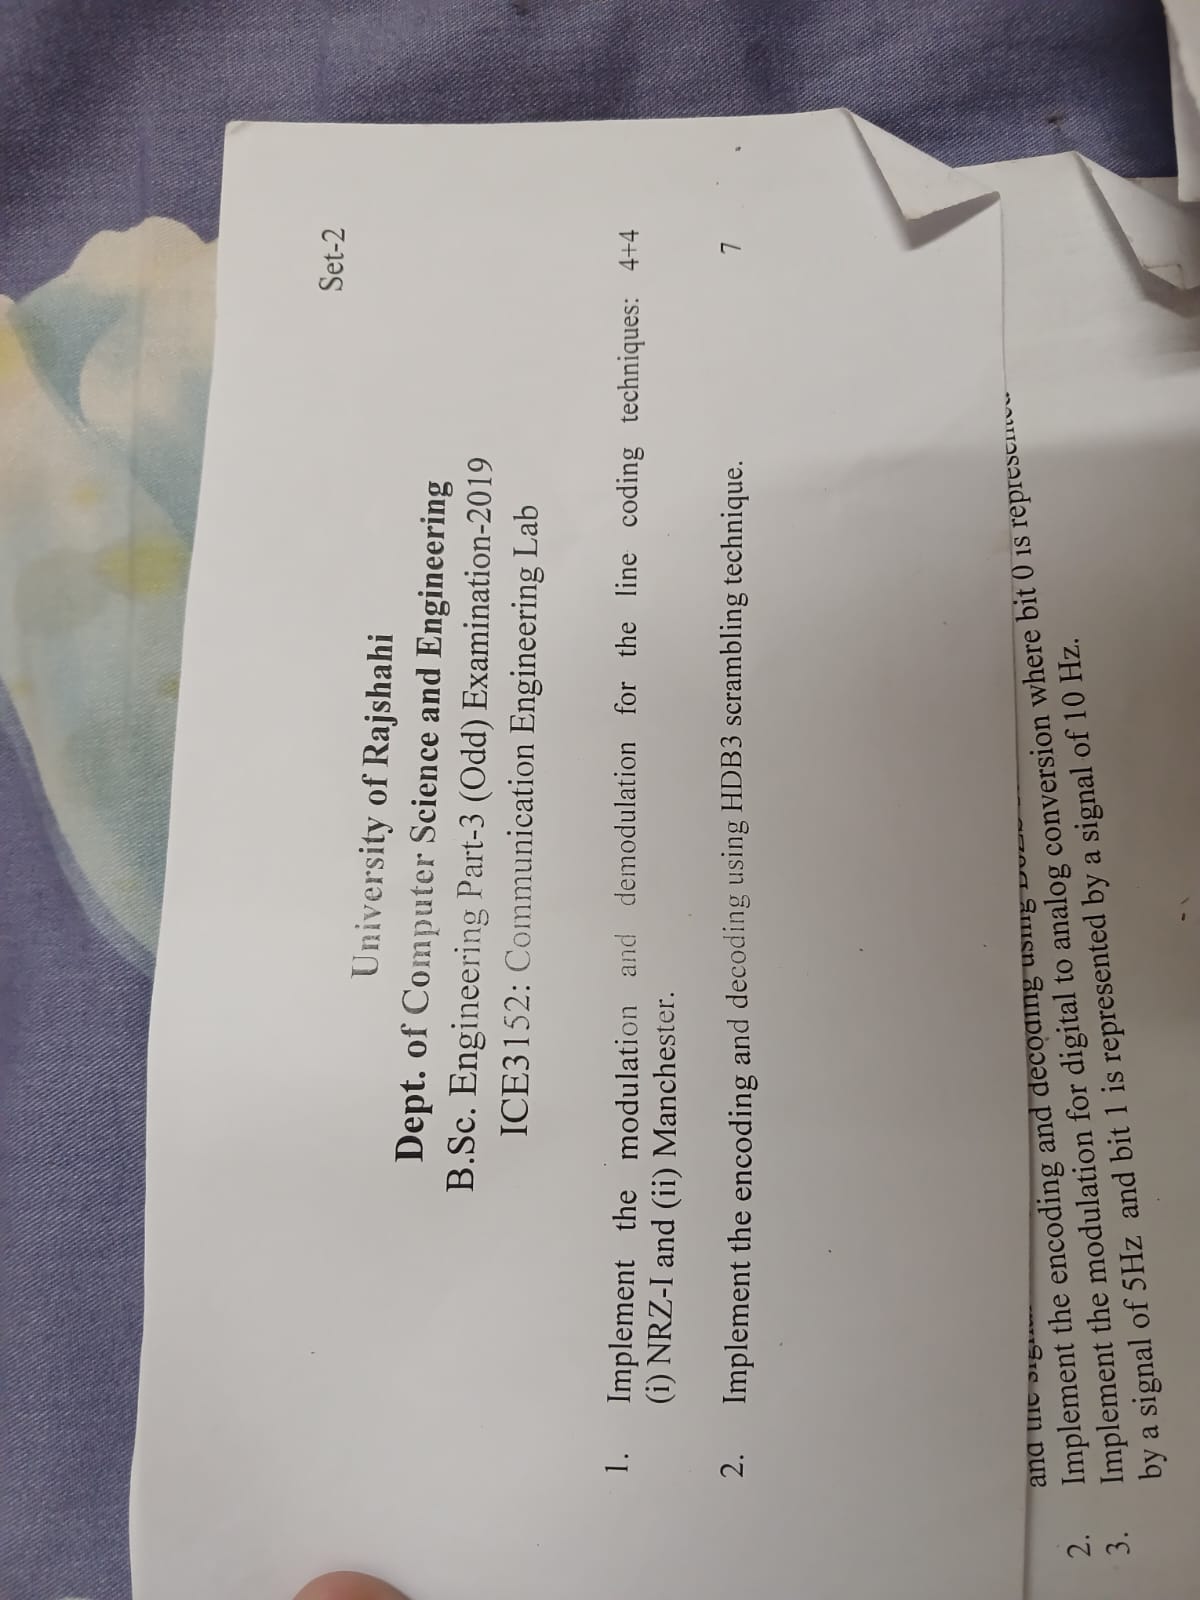 Set-2
University of Rajshahi
Dept. of Computer Science and Engineering
B.Sc. Engineering Part-3 (Odd) Examination-2019
ICE3152: Communication Engineering Lab
1. Implement the modulation and demodulation for the line coding techniques: 4+4
(i) NRZ-I and (ii) Manchester.
2. Implement the encoding and decoding using HDB3 scrambling technique. 7
and the
2. Implement the encoding and decoding using
3. Implement the modulation for digital to analog conversion where bit 0 is represented
by a signal of 5Hz and bit 1 is represented by a signal of 10 Hz.